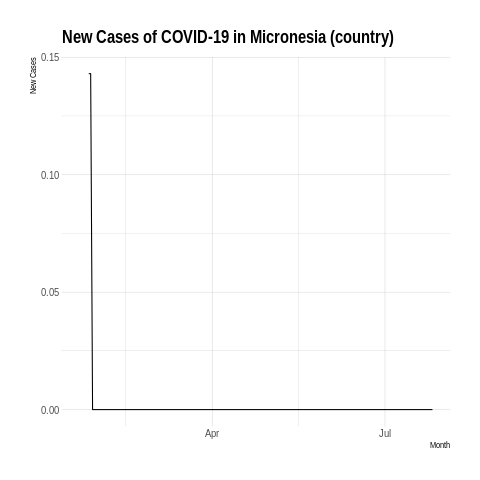 New Cases of COVID-19 in Micronesia (country)
New Cases
0.15
0.10
0.05
0.00
Apr
Jul
Month